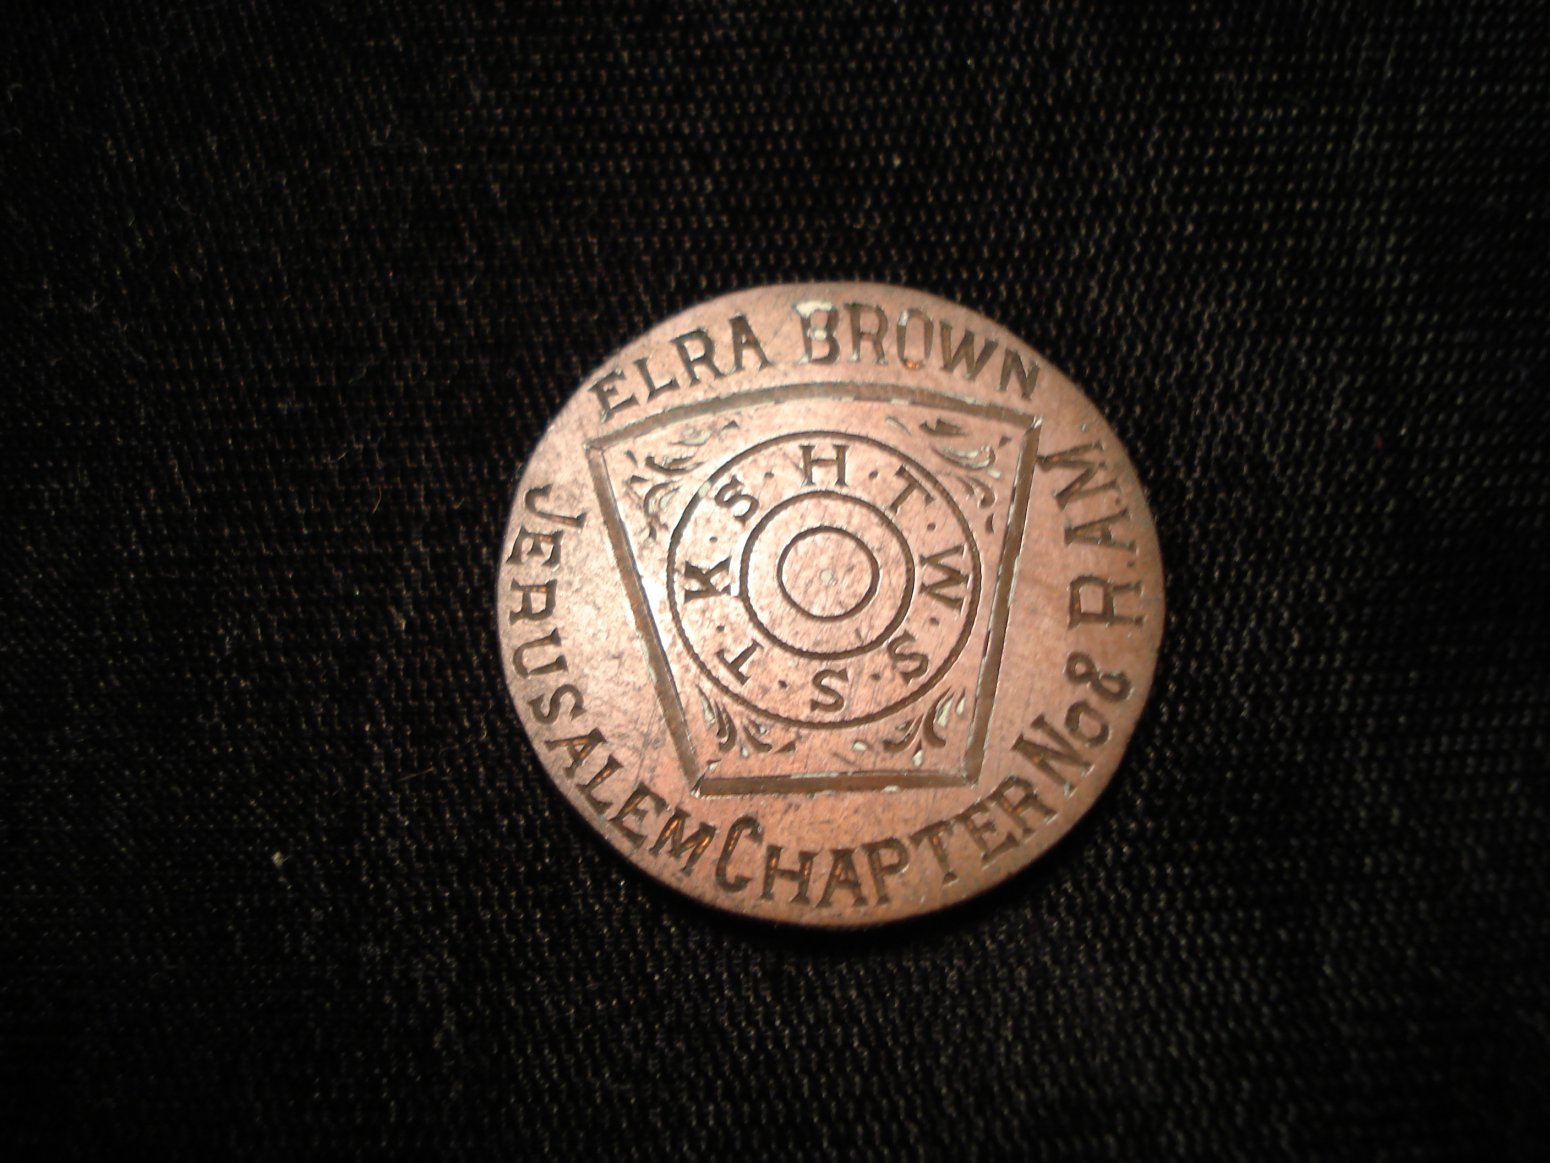 ELRA BROWN
JERUSALEM CHAPTER No 8 R.A.M.
H · T · W · S · S · T · K · S ·